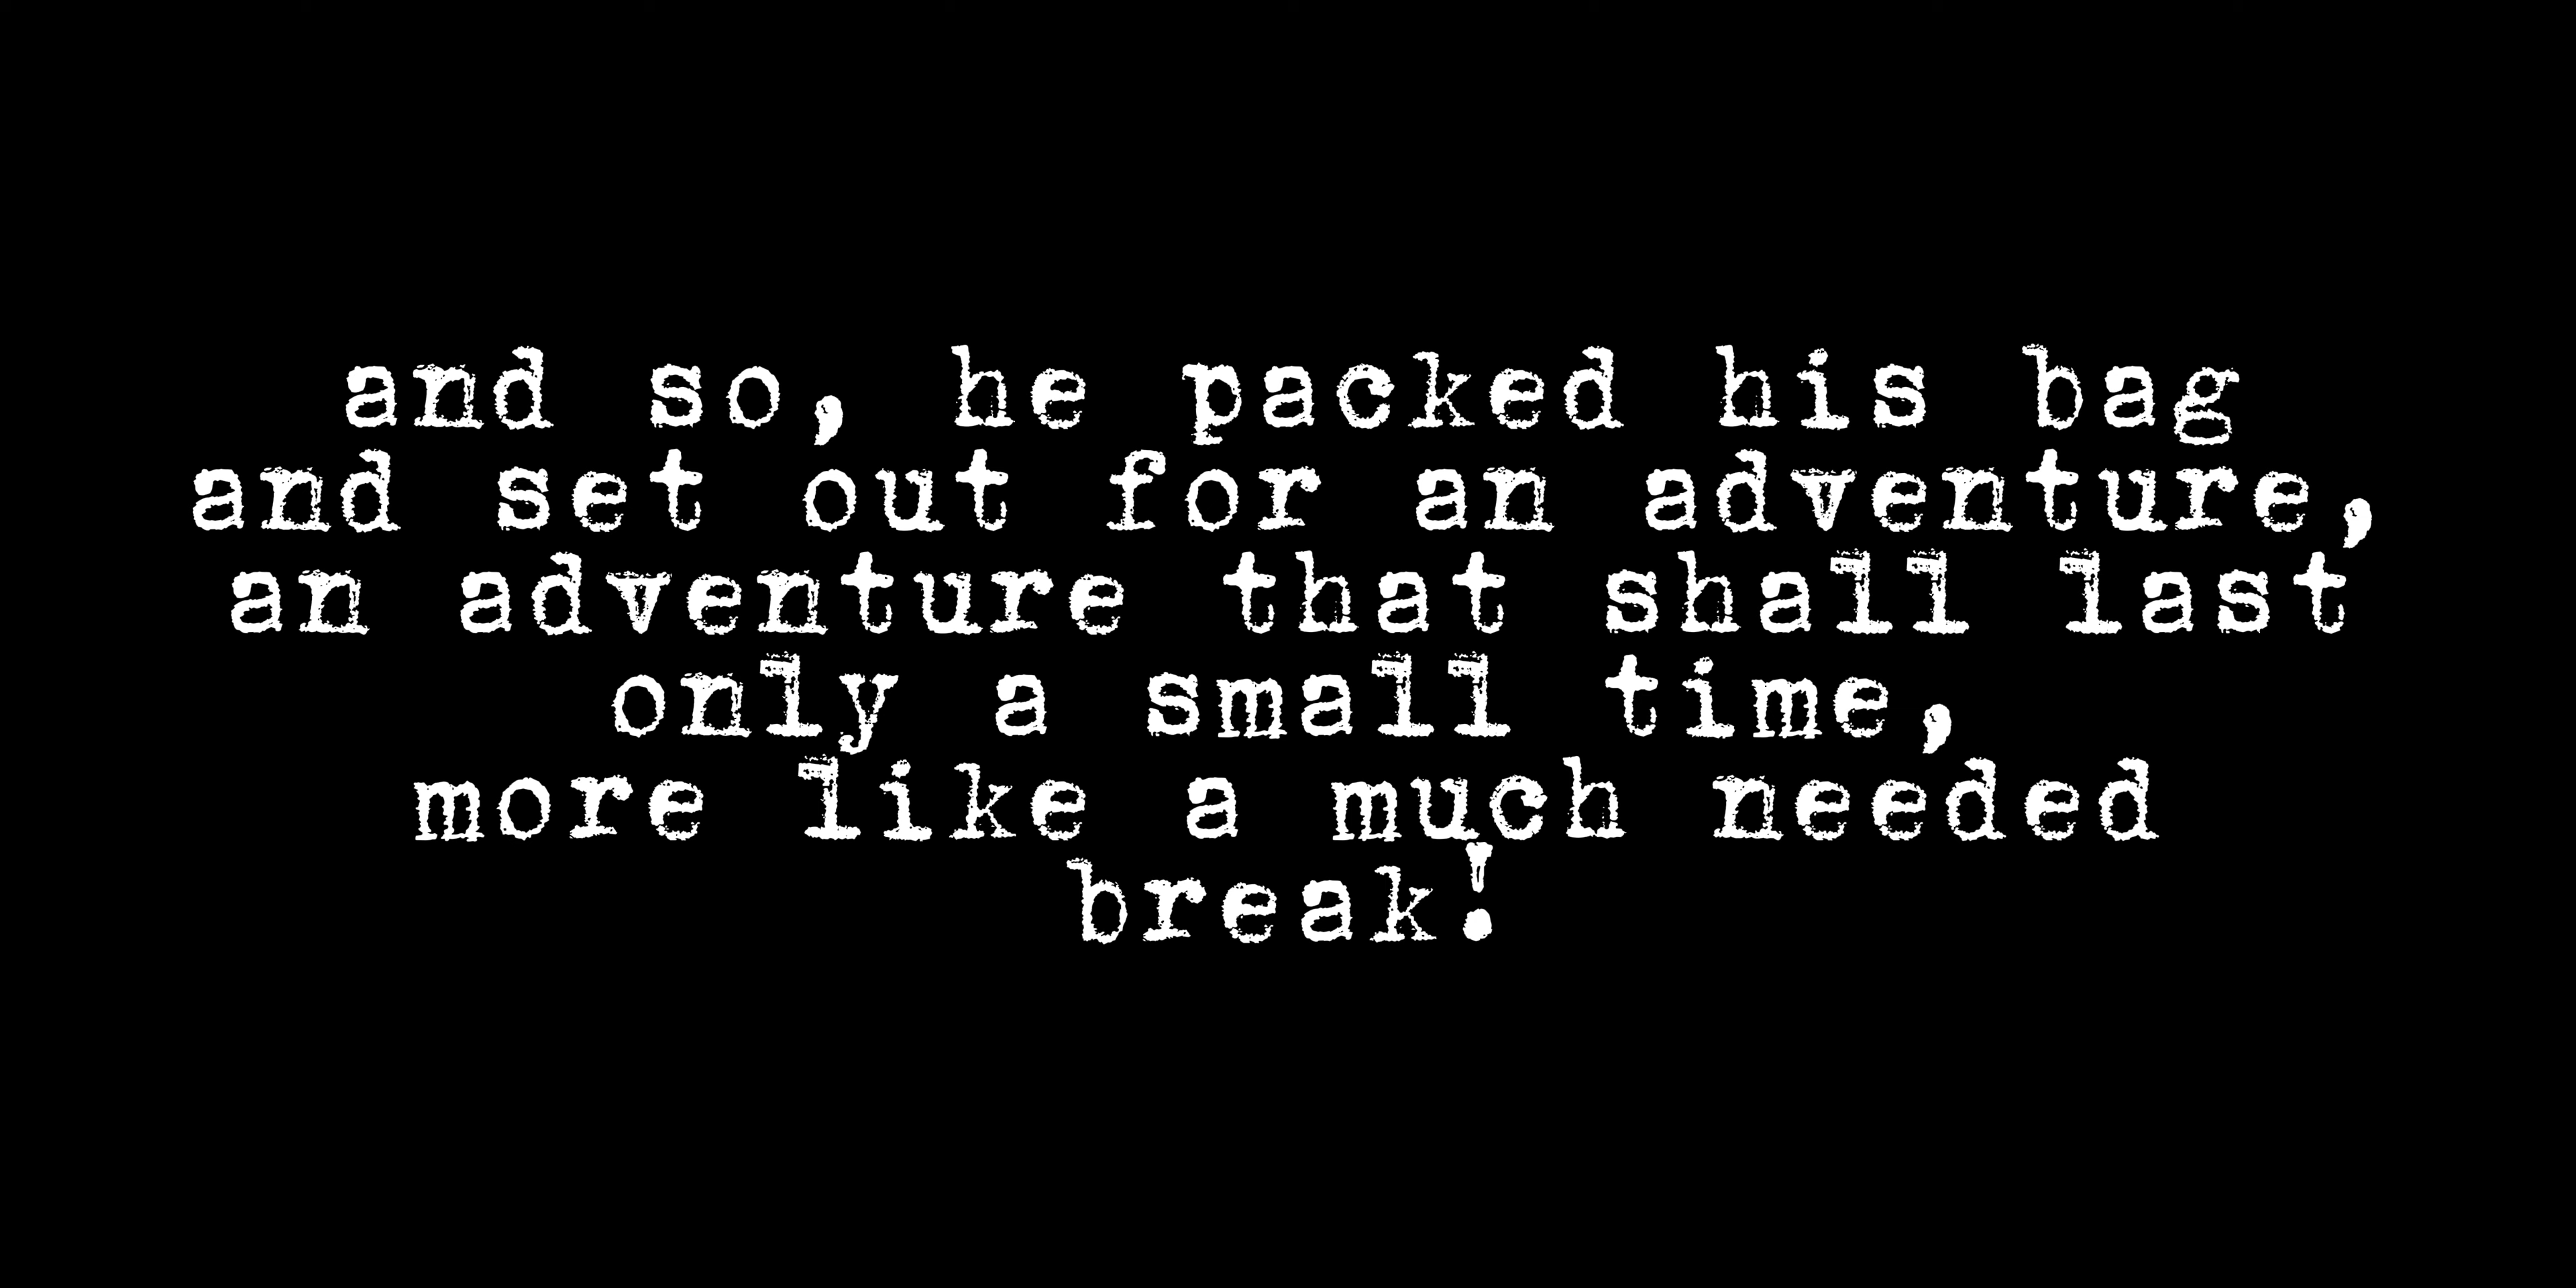 and so, he packed his bag
and set out for an adventure,
an adventure that shall last
only a small time,
more like a much needed
break!